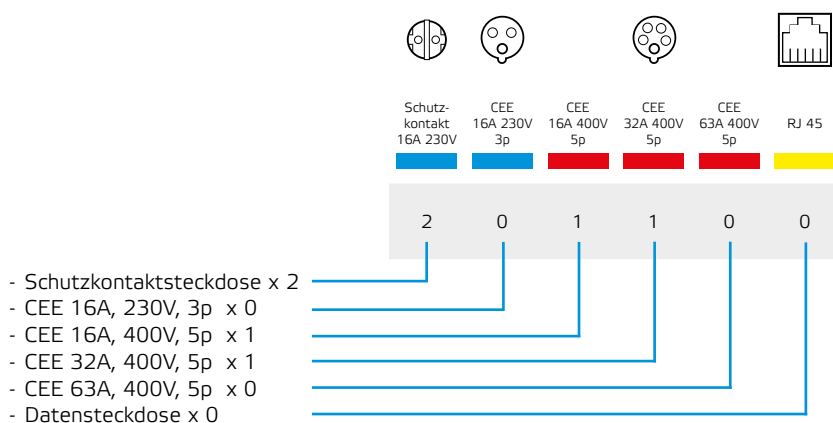 Schutz-
kontakt
16A 230V
CEE
16A 230V
3p
CEE
16A 400V
5p
CEE
32A 400V
5p
CEE
63A 400V
5p
RJ 45
2 0 1 1 0 0
- Schutzkontaktsteckdose x 2
- CEE 16A, 230V, 3p x 0
- CEE 16A, 400V, 5p x 1
- CEE 32A, 400V, 5p x 1
- CEE 63A, 400V, 5p x 0
- Datensteckdose x 0